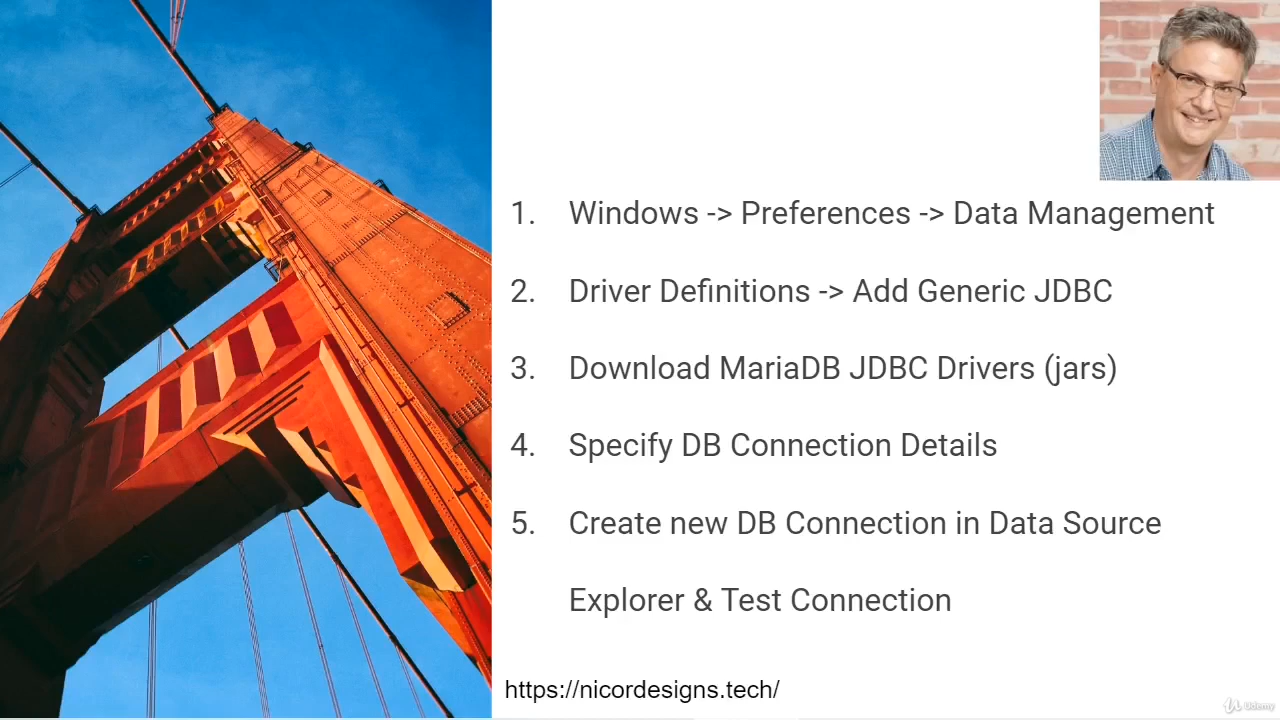 1. Windows -> Preferences -> Data Management
2. Driver Definitions -> Add Generic JDBC
3. Download MariaDB JDBC Drivers (jars)
4. Specify DB Connection Details
5. Create new DB Connection in Data Source
Explorer & Test Connection
https://nicordesigns.tech/
Udemy